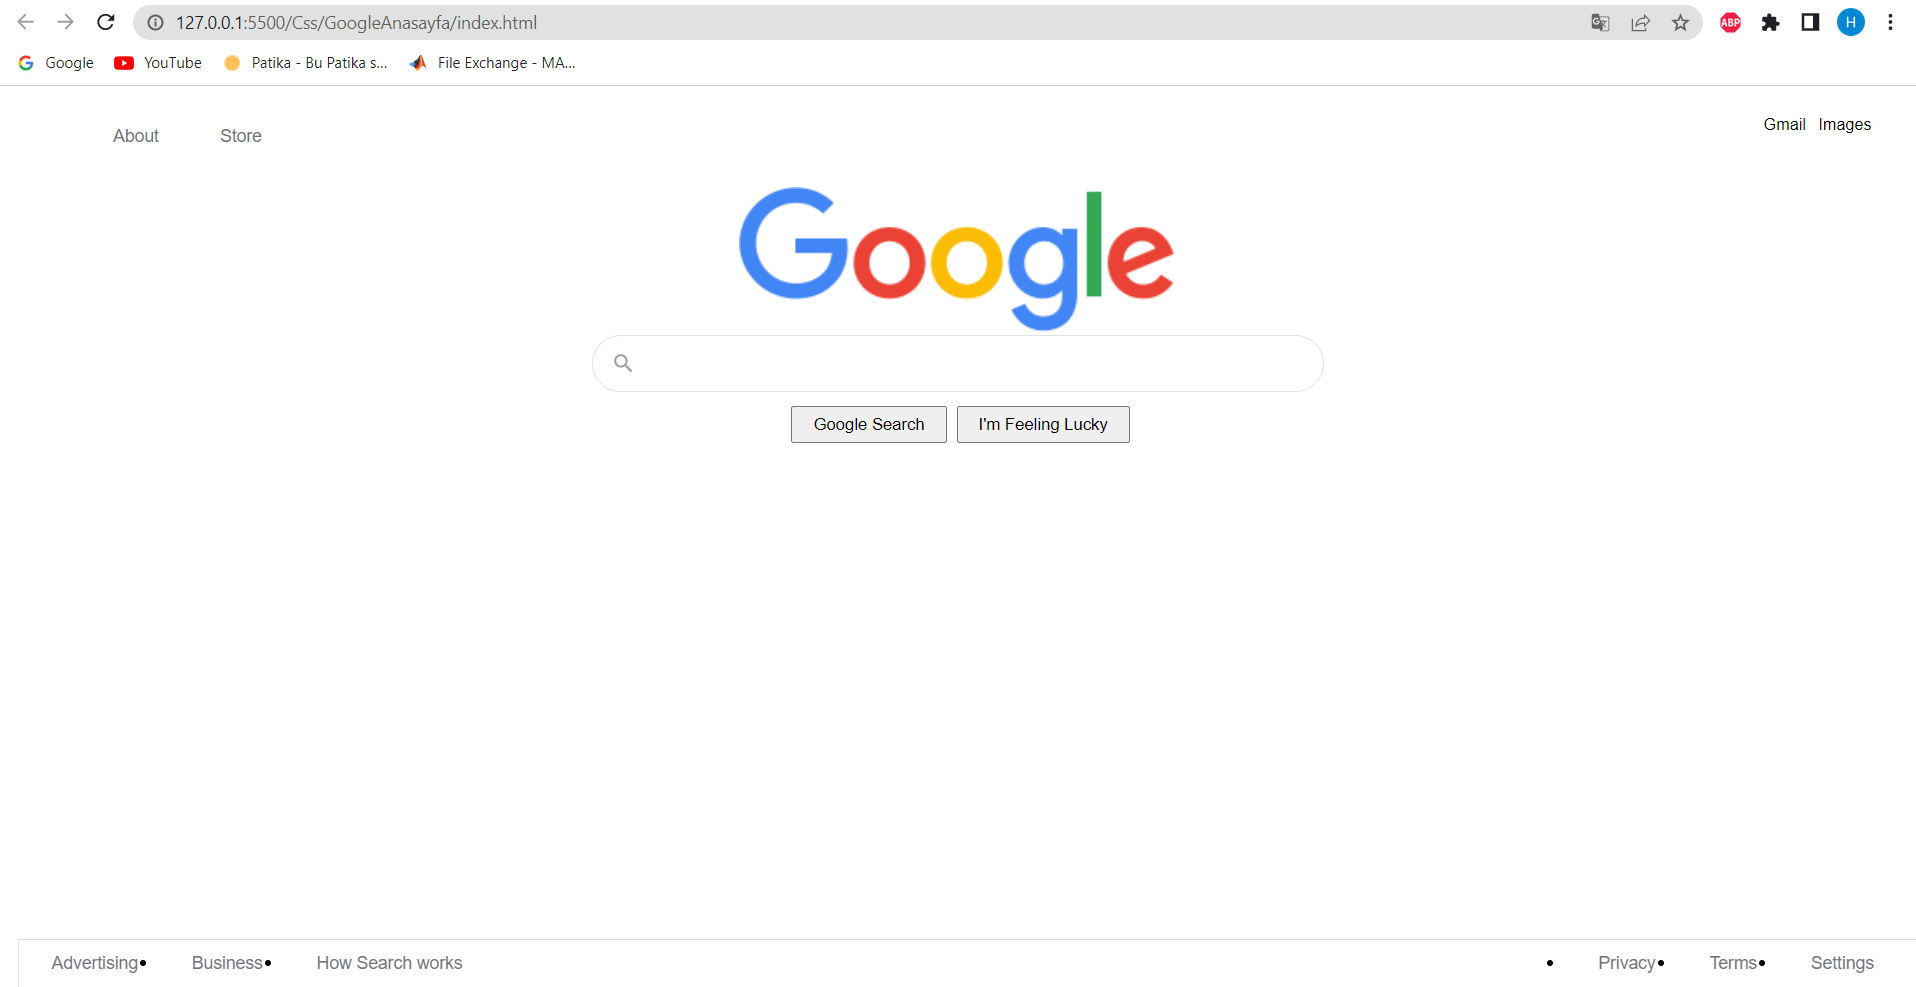 127.0.0.1:5500/Css/GoogleAnasayfa/index.html
ABP
H
Google YouTube Patika - Bu Patika s... File Exchange - MA...
About Store Gmail Images
Google
Google Search I'm Feeling Lucky
Advertising• Business• How Search works • Privacy• Terms• Settings